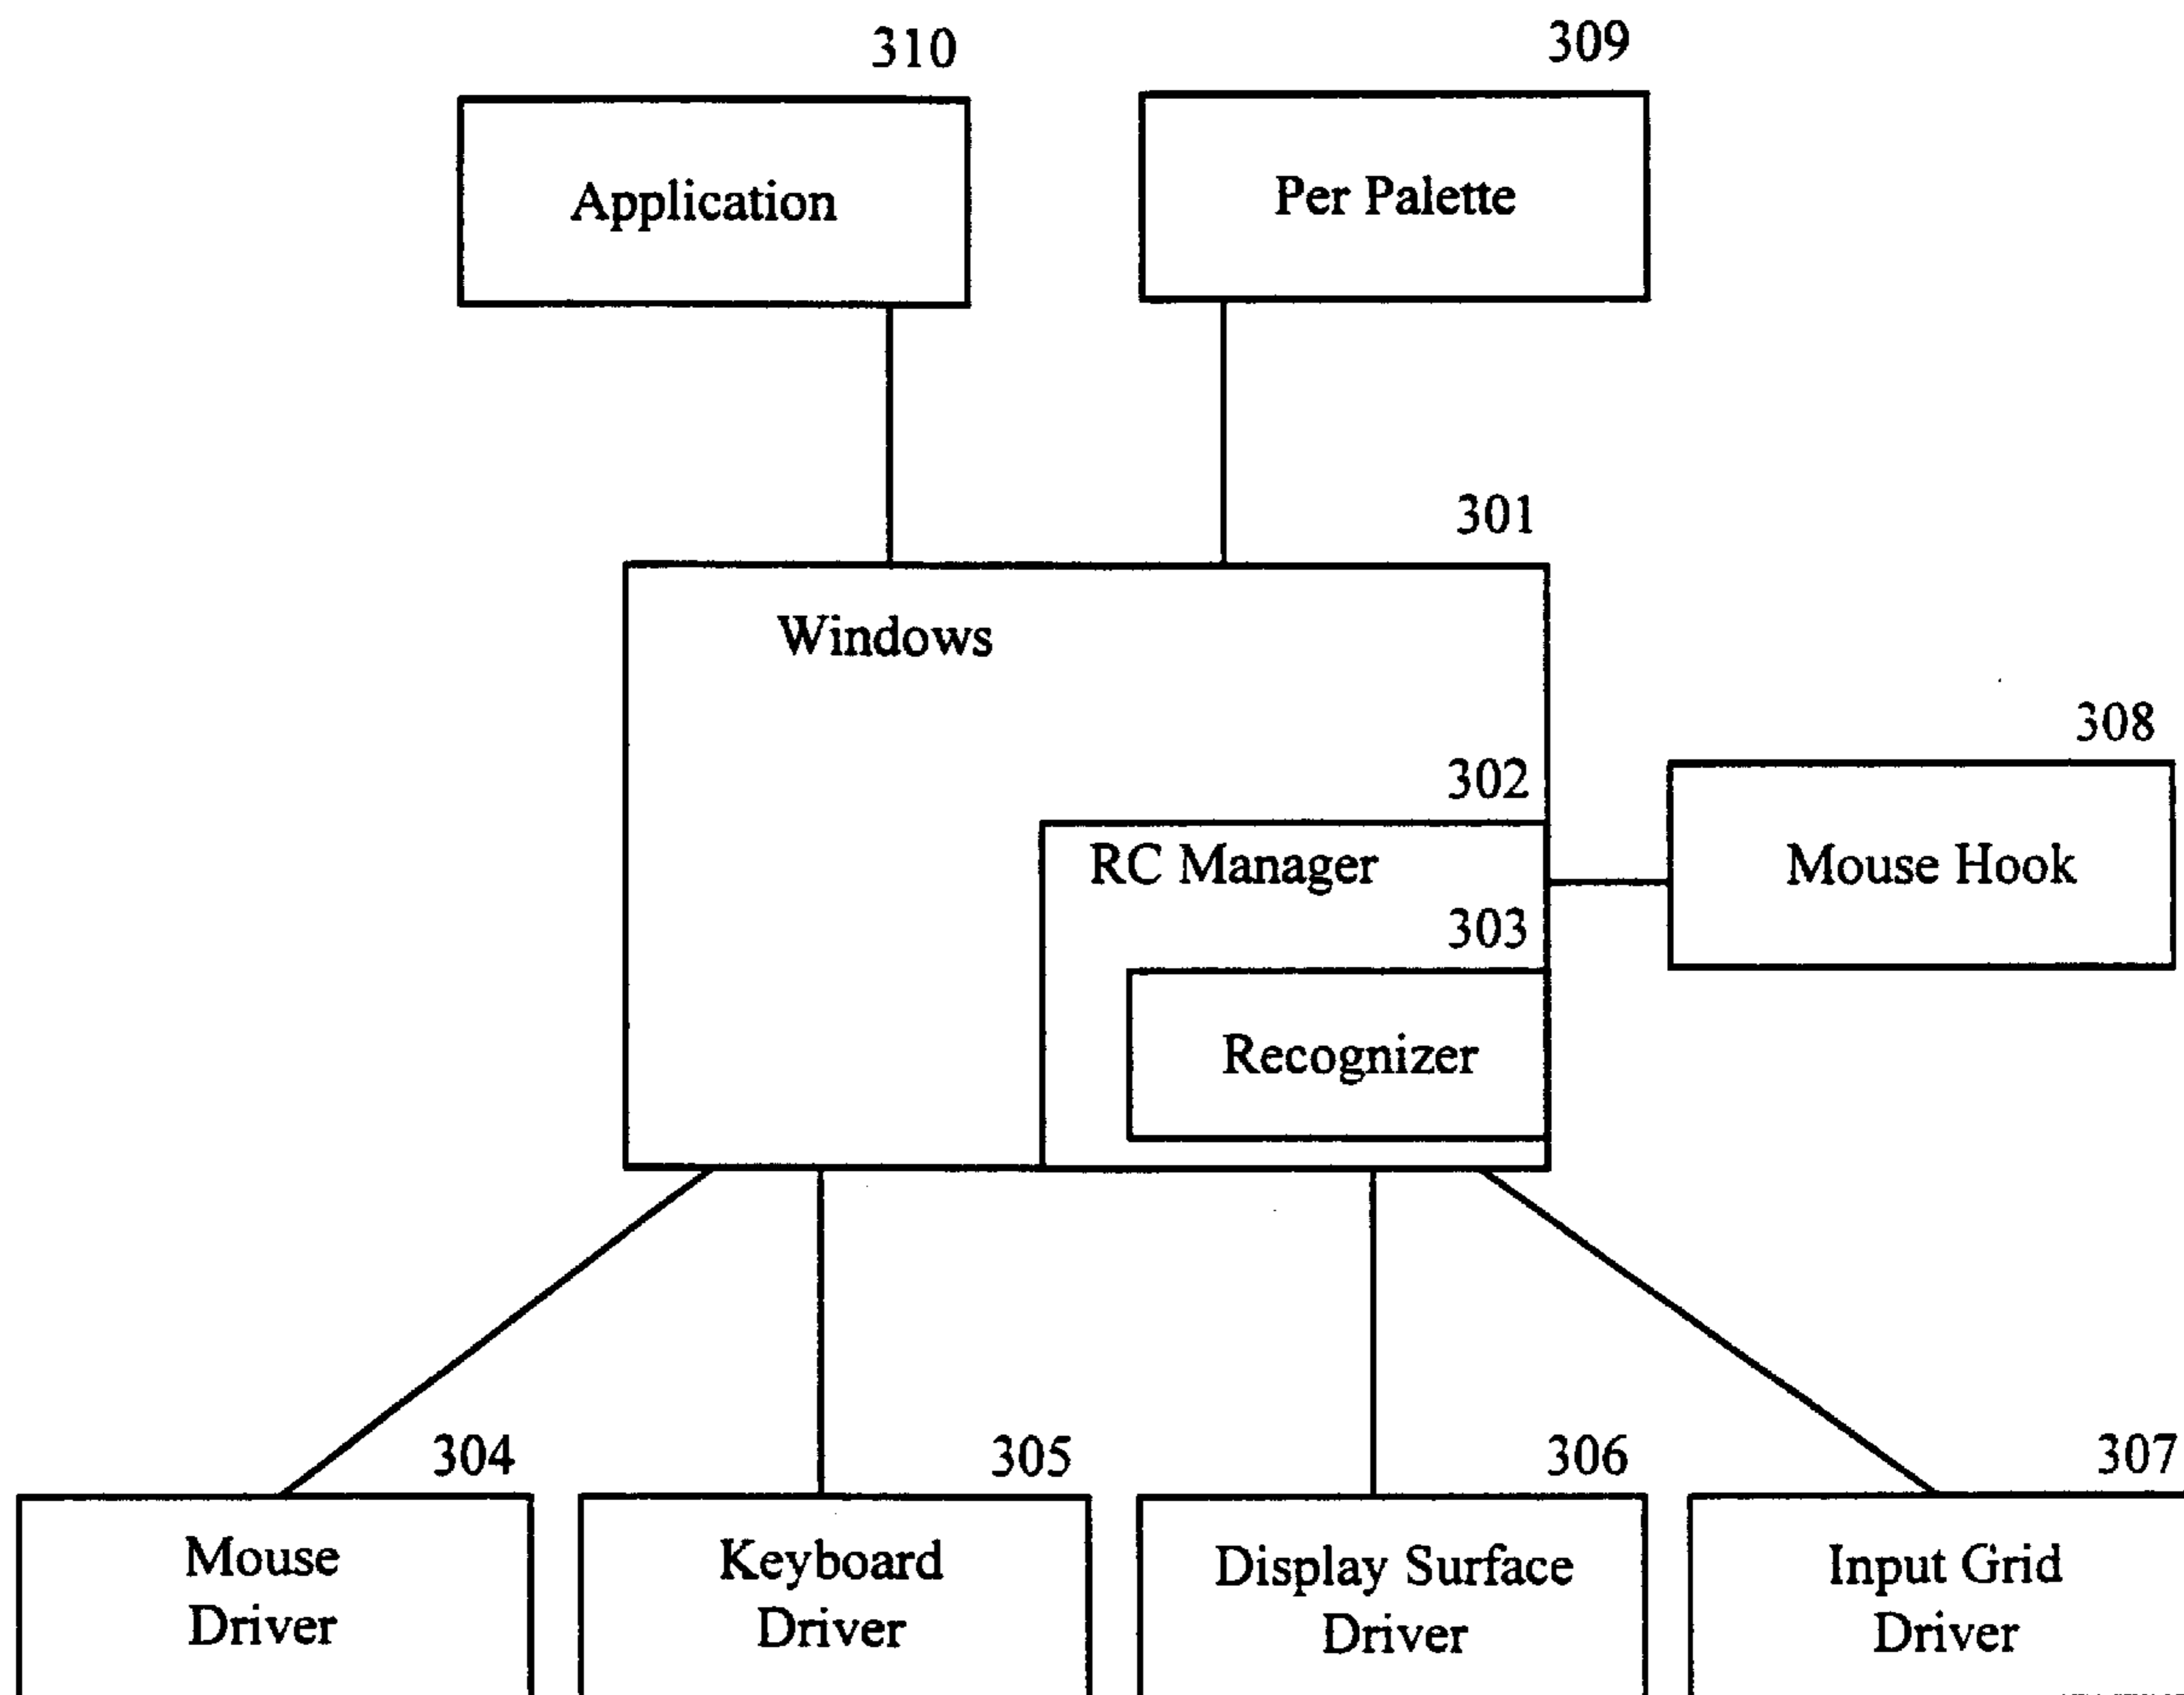 310
309
Application
Per Palette
301
Windows
308
302
RC Manager
Mouse Hook
303
Recognizer
304
305
306
307
Mouse
Driver
Keyboard
Driver
Display Surface
Driver
Input Grid
Driver